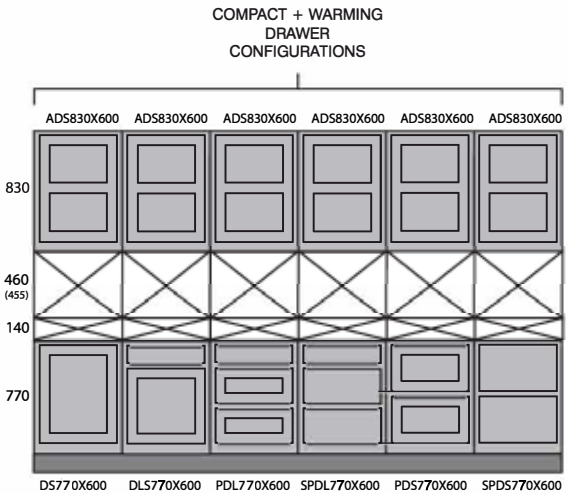 COMPACT + WARMING
DRAWER
CONFIGURATIONS
ADS830X600 ADS830X600 ADS830X600 ADS830X600 ADS830X600 ADS830X600
830
460
(455)
140
770
DS770X600 DLS770X600 PDL770X600 SPDL770X600 PDS770X600 SPDS770X600